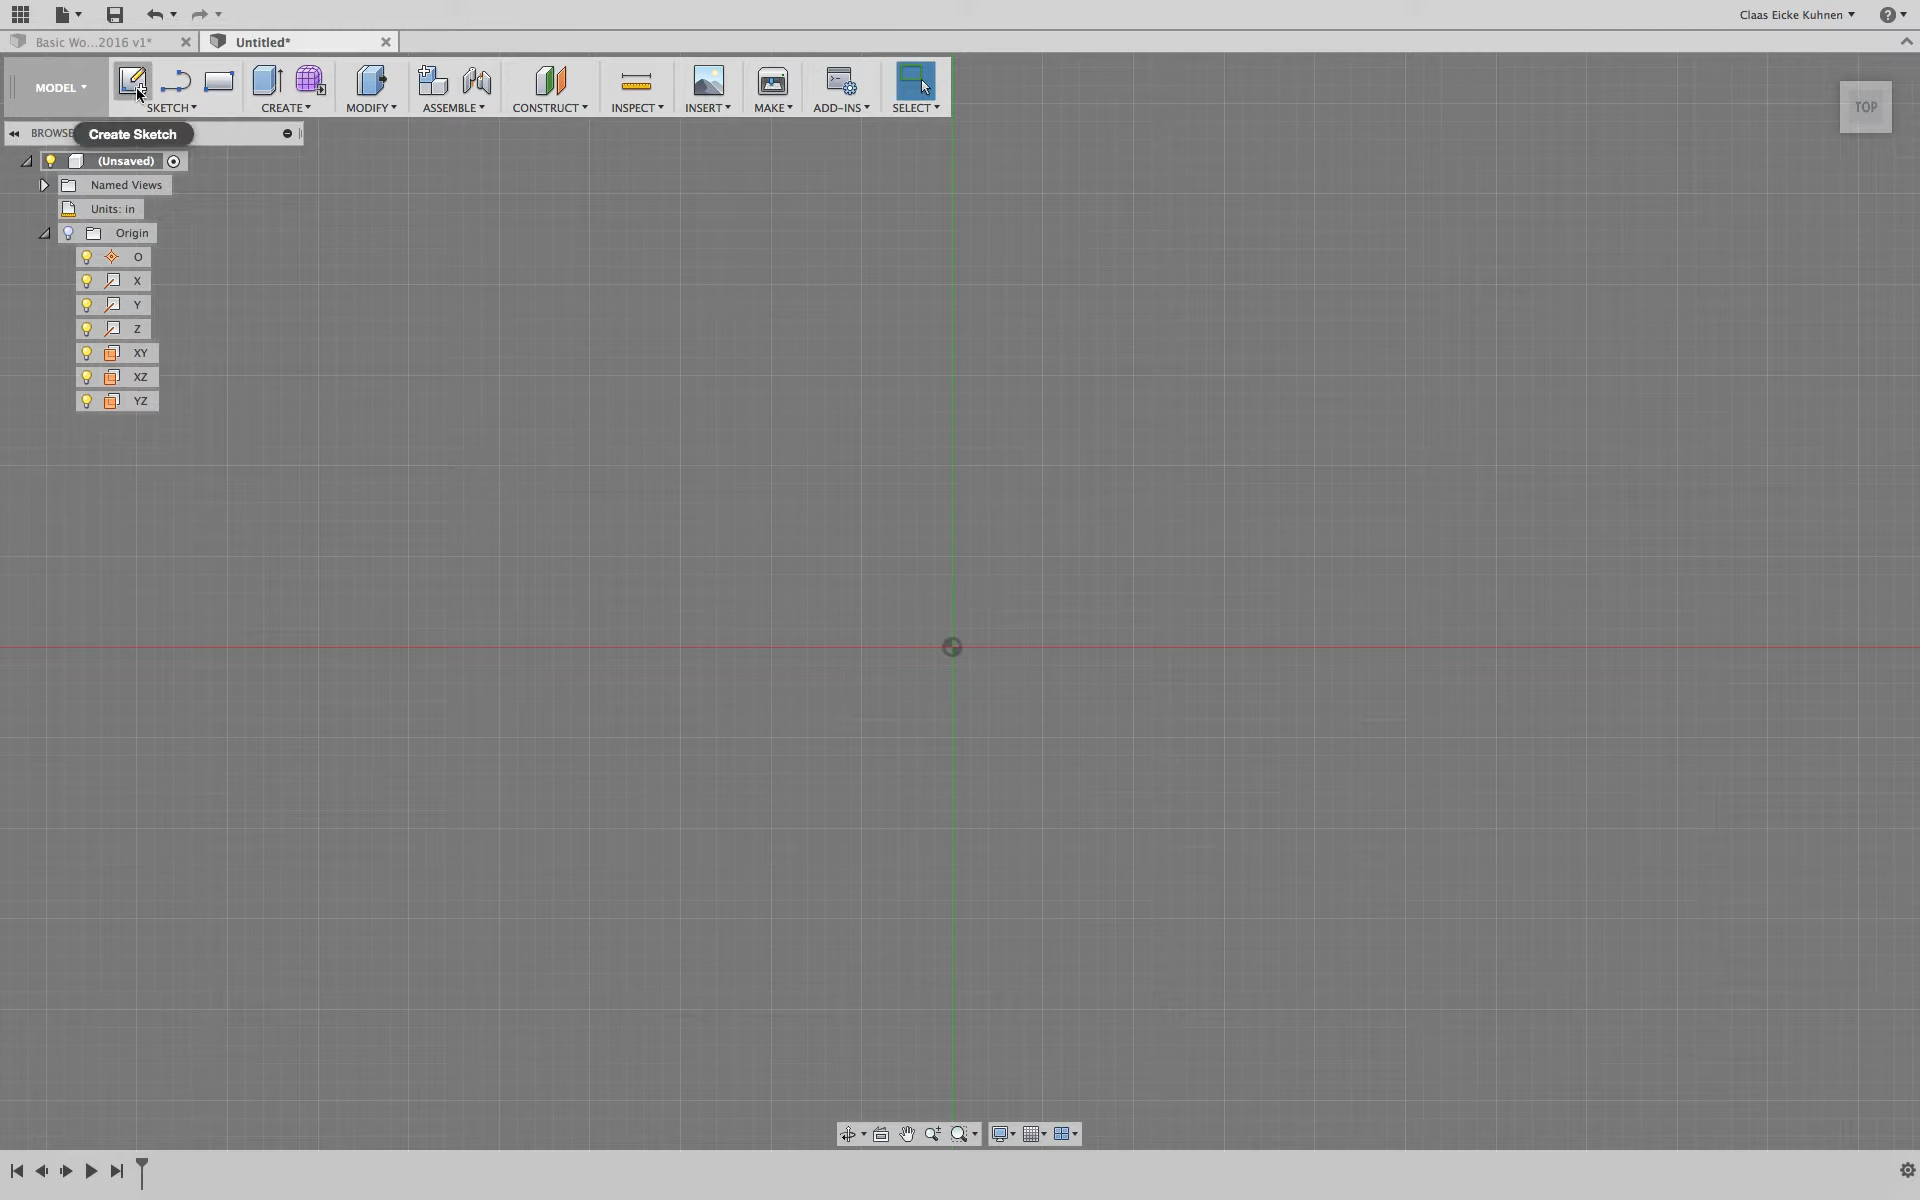 Claas Eicke Kuhnen
Basic Wo...2016 v1*
Untitled*
MODEL
SKETCH
CREATE
MODIFY
ASSEMBLE
CONSTRUCT
INSPECT
INSERT
MAKE
ADD-INS
SELECT
TOP
BROWSE
Create Sketch
(Unsaved)
Named Views
Units: in
Origin
O
X
Y
Z
XY
XZ
YZ